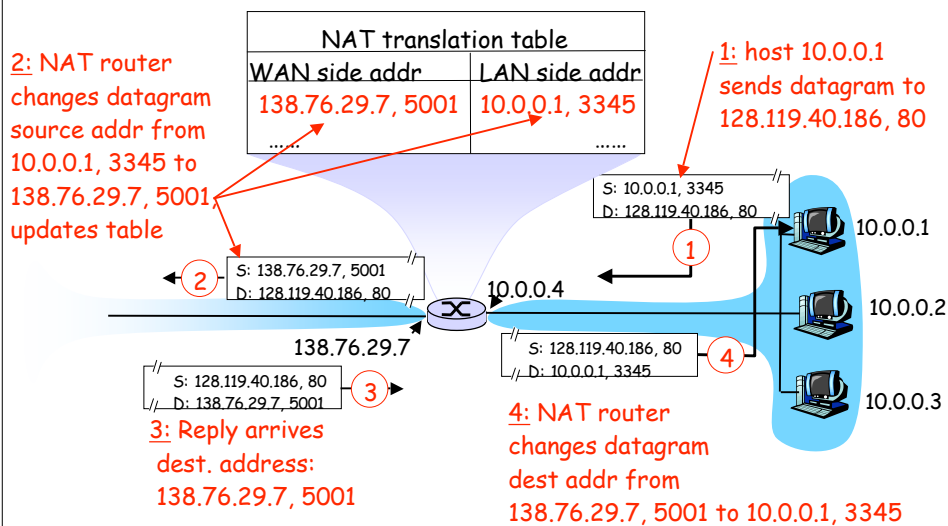 NAT translation table
WAN side addr LAN side addr
138.76.29.7, 5001 10.0.0.1, 3345
...... ......
2: NAT router
changes datagram
source addr from
10.0.0.1, 3345 to
138.76.29.7, 5001,
updates table
1: host 10.0.0.1
sends datagram to
128.119.40.186, 80
S: 10.0.0.1, 3345
D: 128.119.40.186, 80
1
10.0.0.1
S: 138.76.29.7, 5001
D: 128.119.40.186, 80
2
10.0.0.4
10.0.0.2
138.76.29.7
S: 128.119.40.186, 80
D: 10.0.0.1, 3345
4
S: 128.119.40.186, 80
D: 138.76.29.7, 5001
3
10.0.0.3
3: Reply arrives
dest. address:
138.76.29.7, 5001
4: NAT router
changes datagram
dest addr from
138.76.29.7, 5001 to 10.0.0.1, 3345